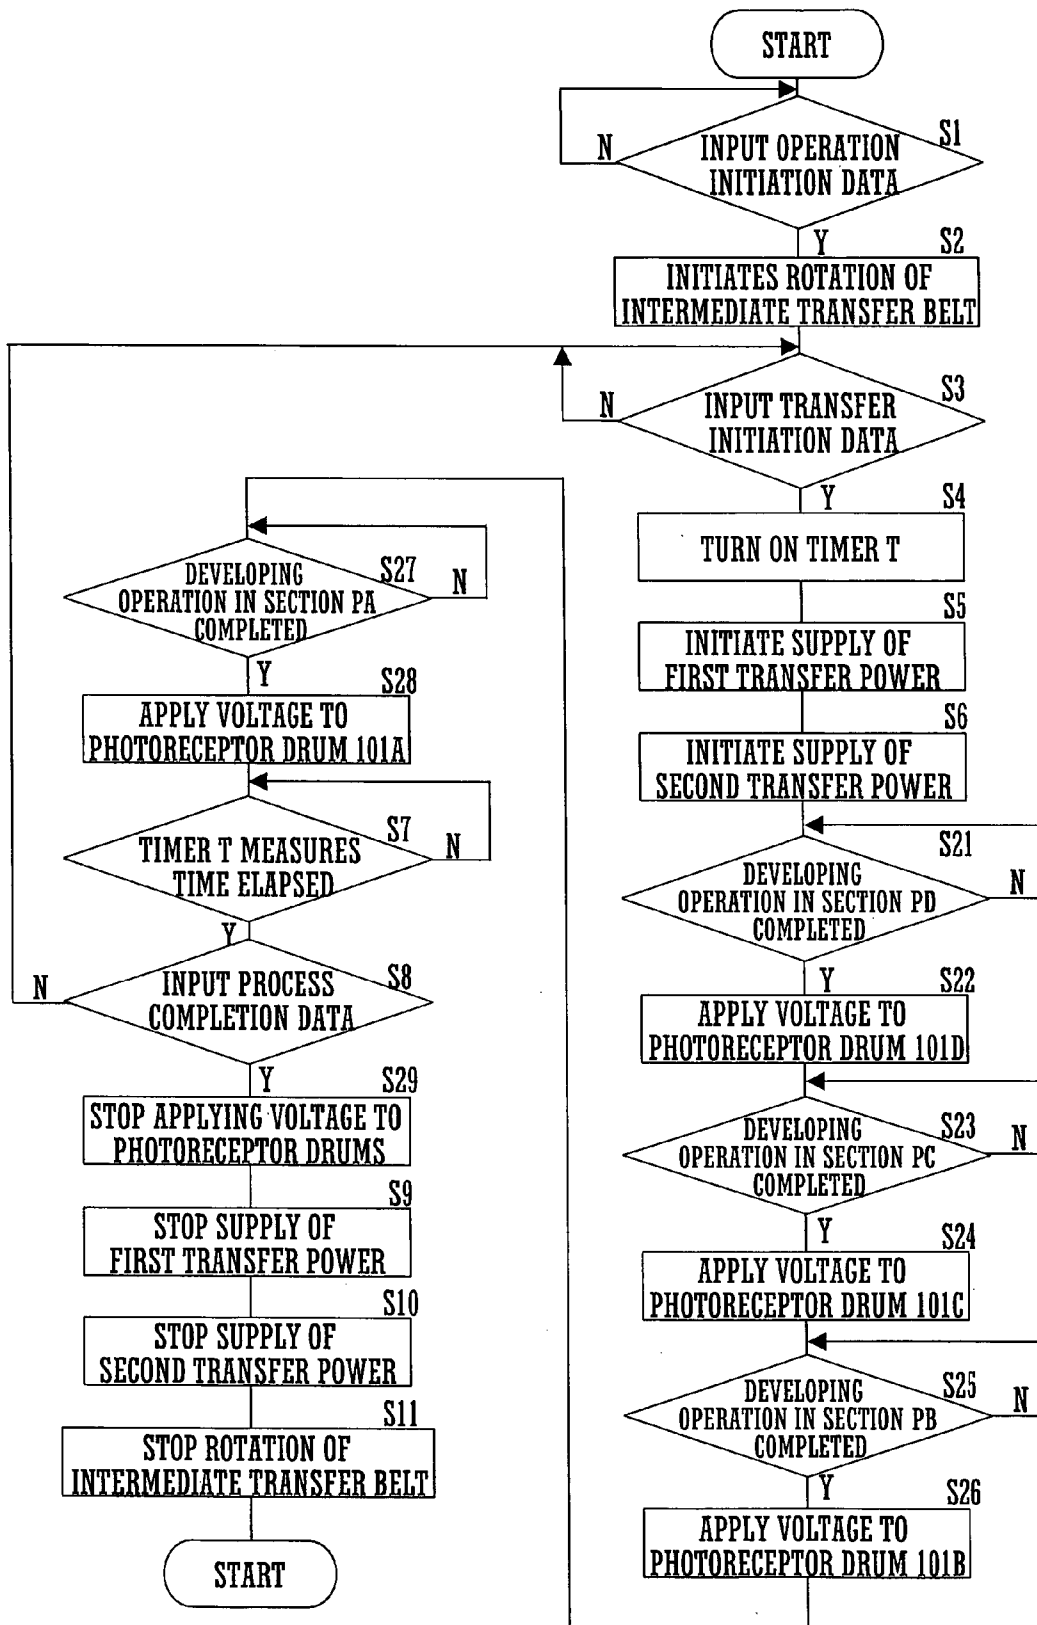 START
S1
INPUT OPERATION
INITIATION DATA
N
Y
S2
INITIATES ROTATION OF
INTERMEDIATE TRANSFER BELT
S3
INPUT TRANSFER
INITIATION DATA
N
Y
S4
TURN ON TIMER T
S5
INITIATE SUPPLY OF
FIRST TRANSFER POWER
S6
INITIATE SUPPLY OF
SECOND TRANSFER POWER
S21
DEVELOPING
OPERATION IN SECTION PD
COMPLETED
N
Y
S22
APPLY VOLTAGE TO
PHOTORECEPTOR DRUM 101D
S23
DEVELOPING
OPERATION IN SECTION PC
COMPLETED
N
Y
S24
APPLY VOLTAGE TO
PHOTORECEPTOR DRUM 101C
S25
DEVELOPING
OPERATION IN SECTION PB
COMPLETED
N
Y
S26
APPLY VOLTAGE TO
PHOTORECEPTOR DRUM 101B
S27
DEVELOPING
OPERATION IN SECTION PA
COMPLETED
N
Y
S28
APPLY VOLTAGE TO
PHOTORECEPTOR DRUM 101A
S7
TIMER T MEASURES
TIME ELAPSED
N
Y
S8
INPUT PROCESS
COMPLETION DATA
N
Y
S29
STOP APPLYING VOLTAGE TO
PHOTORECEPTOR DRUMS
S9
STOP SUPPLY OF
FIRST TRANSFER POWER
S10
STOP SUPPLY OF
SECOND TRANSFER POWER
S11
STOP ROTATION OF
INTERMEDIATE TRANSFER BELT
START